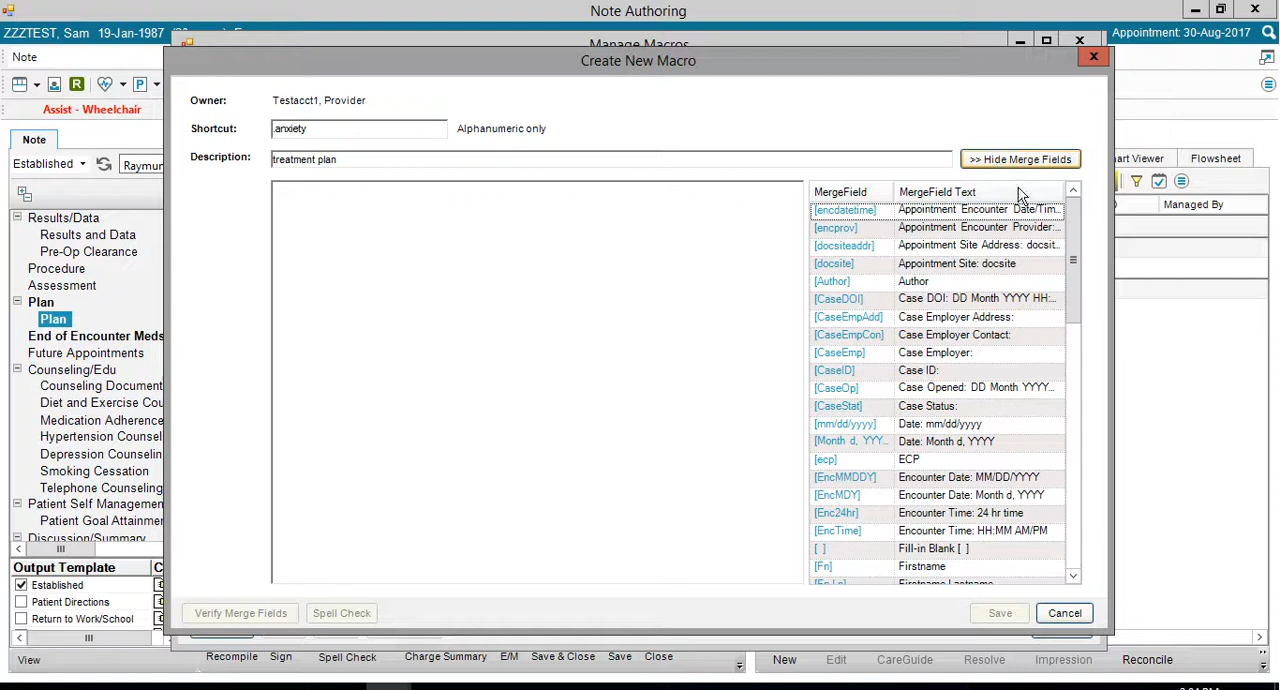 Note Authoring
ZZZTEST, Sam 19-Jan-1987
Appointment: 30-Aug-2017
Manage Macros
Note
Create New Macro
R
P
Assist - Wheelchair
Owner: Testacct1, Provider
Shortcut: .anxiety Alphanumeric only
Description: treatment plan >> Hide Merge Fields
Note
Established Raymun
art Viewer Flowsheet
Managed By
Results/Data
Results and Data
Pre-Op Clearance
Procedure
Assessment
Plan
Plan
End of Encounter Meds
Future Appointments
Counseling/Edu
Counseling Document
Diet and Exercise Cou
Medication Adherence
Hypertension Counsel
Depression Counselin
Smoking Cessation
Telephone Counseling
Patient Self Managemen
Patient Goal Attainmer
Discussion/Summary
MergeField MergeField Text
[encdatetime] Appointment Encounter Date/Tim...
[encprov] Appointment Encounter Provider:...
[docsiteaddr] Appointment Site Address: docsit...
[docsite] Appointment Site: docsite
[Author] Author
[CaseDOI] Case DOI: DD Month YYYY HH:...
[CaseEmpAdd] Case Employer Address:
[CaseEmpCon] Case Employer Contact:
[CaseEmp] Case Employer:
[CaseID] Case ID:
[CaseOp] Case Opened: DD Month YYYY...
[CaseStat] Case Status:
[mm/dd/yyyy] Date: mm/dd/yyyy
[Month d, YYY... Date: Month d, YYYY
[ecp] ECP
[EncMMDDY] Encounter Date: MM/DD/YYYY
[EncMDY] Encounter Date: Month d, YYYY
[Enc24hr] Encounter Time: 24 hr time
[EncTime] Encounter Time: HH:MM AM/PM
[ ] Fill-in Blank [ ]
[Fn] Firstname
[Fn Ln] Firstname Lastname
Output Template C
Established
Patient Directions
Return to Work/School
Verify Merge Fields Spell Check Save Cancel
View
Recompile Sign Spell Check Charge Summary E/M Save & Close Save Close
New Edit CareGuide Resolve Impression Reconcile